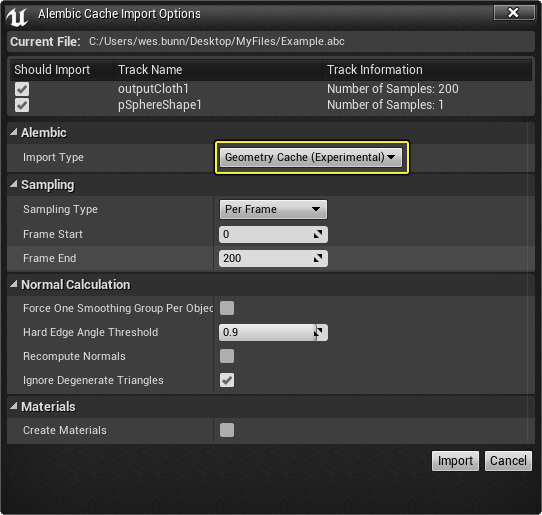 Alembic Cache Import Options
Current File: C:/Users/wes.bunn/Desktop/MyFiles/Example.abc
Should Import Track Name Track Information
outputCloth1 Number of Samples: 200
pSphereShape1 Number of Samples: 1
Alembic
Import Type Geometry Cache (Experimental)
Sampling
Sampling Type Per Frame
Frame Start 0
Frame End 200
Normal Calculation
Force One Smoothing Group Per Objec
Hard Edge Angle Threshold 0.9
Recompute Normals
Ignore Degenerate Triangles
Materials
Create Materials
Import Cancel